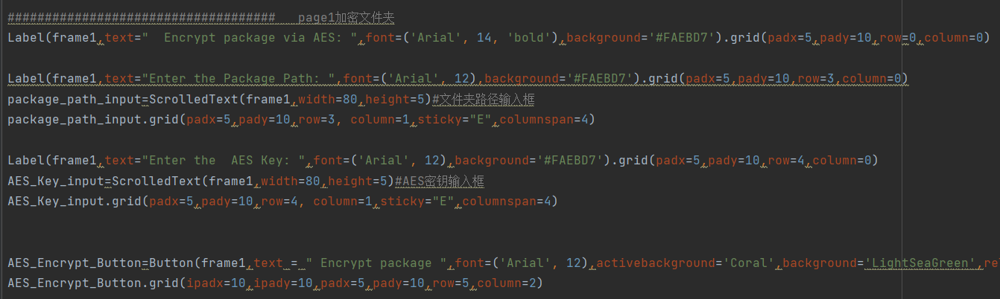 #################################### page1加密文件夹
Label(frame1,text="  Encrypt package via AES: ",font=('Arial', 14, 'bold'),background='#FAEBD7').grid(padx=5,pady=10,row=0,column=0)
Label(frame1,text="Enter the Package Path: ",font=('Arial', 12),background='#FAEBD7').grid(padx=5,pady=10,row=3,column=0)
package_path_input=ScrolledText(frame1,width=80,height=5)#文件夹路径输入框
package_path_input.grid(padx=5,pady=10,row=3, column=1,sticky="E",columnspan=4)
Label(frame1,text="Enter the  AES Key: ",font=('Arial', 12),background='#FAEBD7').grid(padx=5,pady=10,row=4,column=0)
AES_Key_input=ScrolledText(frame1,width=80,height=5)#AES密钥输入框
AES_Key_input.grid(padx=5,pady=10,row=4, column=1,sticky="E",columnspan=4)
AES_Encrypt_Button=Button(frame1,text = " Encrypt package ",font=('Arial', 12),activebackground='Coral',background='LightSeaGreen',rel
AES_Encrypt_Button.grid(ipadx=10,ipady=10,padx=5,pady=10,row=5,column=2)